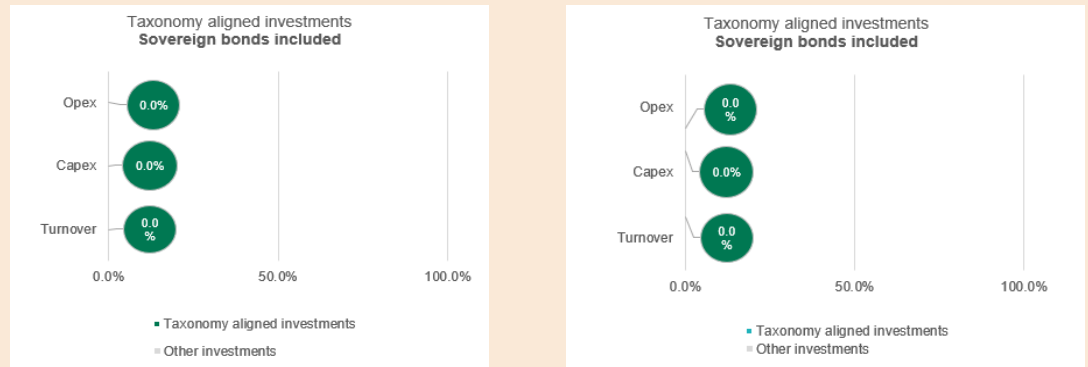 Taxonomy aligned investments
Sovereign bonds included
Opex
0.0%
Capex
0.0%
Turnover
0.0
%
0.0%
50.0%
100.0%
Taxonomy aligned investments
Other investments
Taxonomy aligned investments
Sovereign bonds included
Opex
0.0
%
Capex
0.0%
Turnover
0.0
%
0.0%
50.0%
100.0%
Taxonomy aligned investments
Other investments